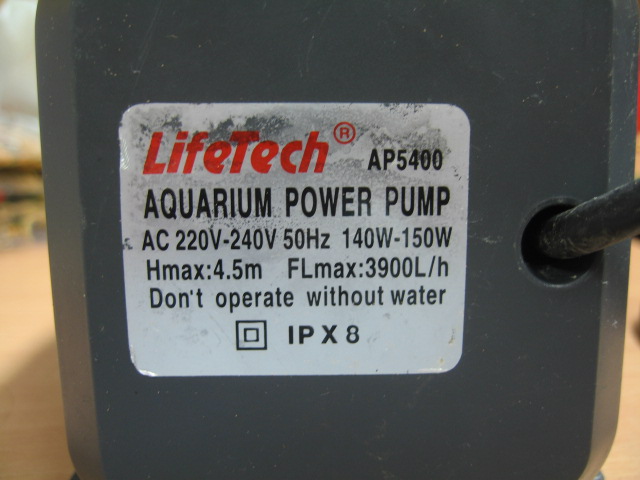 LifeTech® AP5400
AQUARIUM POWER PUMP
AC 220V-240V 50Hz 140W-150W
Hmax:4.5m FLmax:3900L/h
Don't operate without water
IPX8